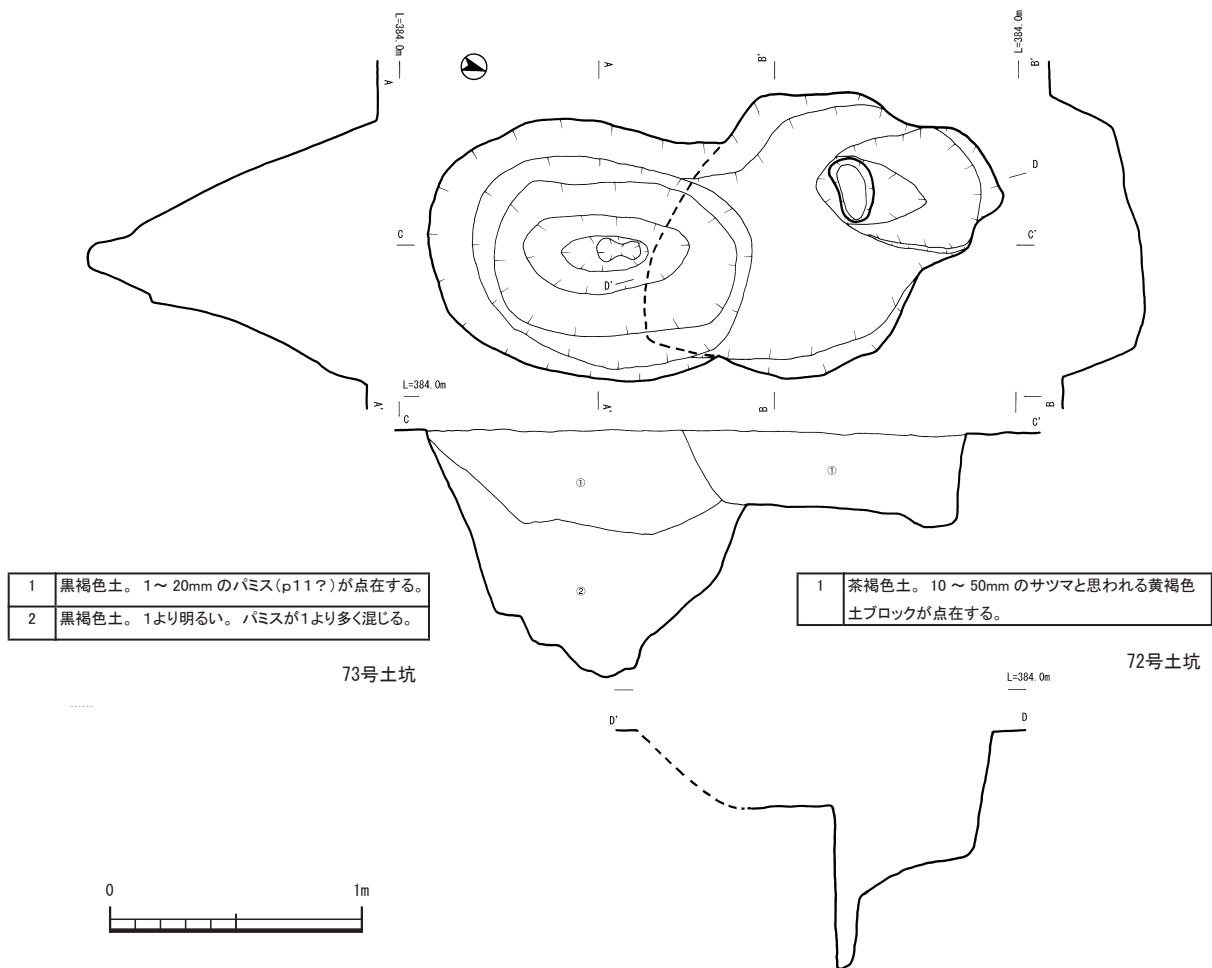 L=384.0m
L=384.0m
A
A
B'
B'
D
C
C'
D'
L=384.0m
A'
A'
B
B
C
C'
①
①
②
1 黒褐色土。 1～ 20mm のパミス(p11？)が点在する。
2 黒褐色土。 1より明るい。 パミスが1より多く混じる。
73号土坑
1 茶褐色土。 10 ～ 50mm のサツマと思われる黄褐色
土ブロックが点在する。
72号土坑
L=384.0m
D'
D
0
1m